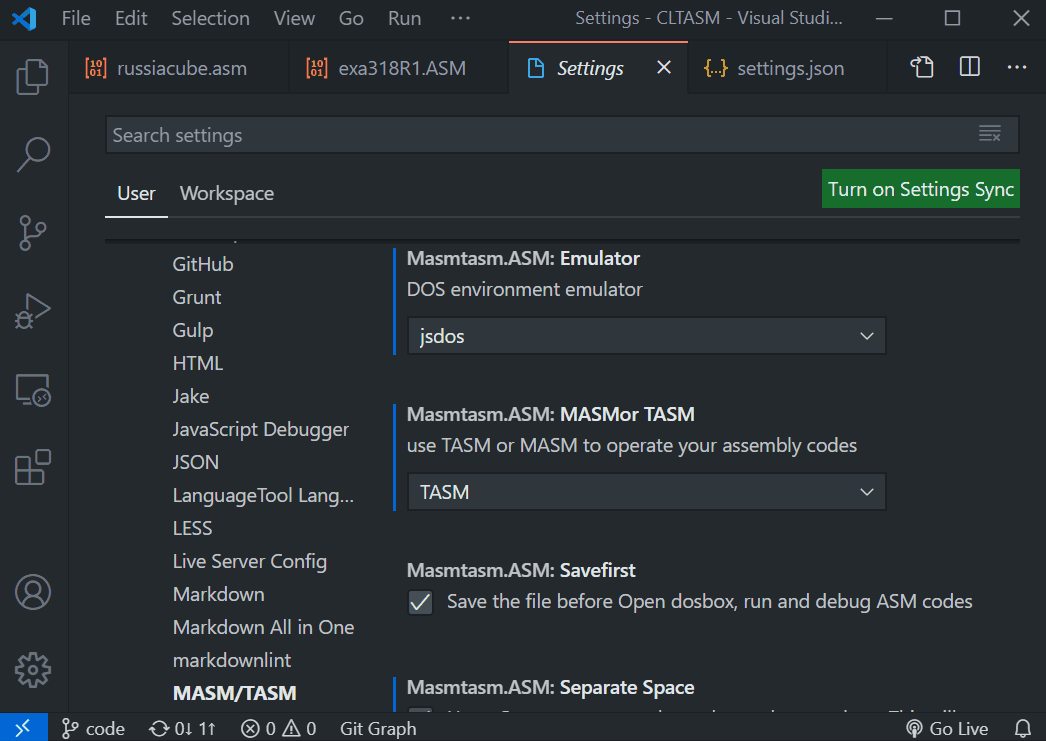 File Edit Selection View Go Run ··· Settings - CLTASM - Visual Studi...
russiacube.asm exa318R1.ASM Settings settings.json
Search settings
User Workspace Turn on Settings Sync
Masmtasm.ASM: Emulator
GitHub DOS environment emulator
Grunt
Gulp jsdos
HTML
Jake
Masmtasm.ASM: MASMor TASM
JavaScript Debugger use TASM or MASM to operate your assembly codes
JSON
LanguageTool Lang... TASM
LESS
Live Server Config Masmtasm.ASM: Savefirst
Markdown Save the file before Open dosbox, run and debug ASM codes
Markdown All in One
markdownlint
MASM/TASM Masmtasm.ASM: Separate Space
code 0↓ 1↑ 0 0 Git Graph Go Live